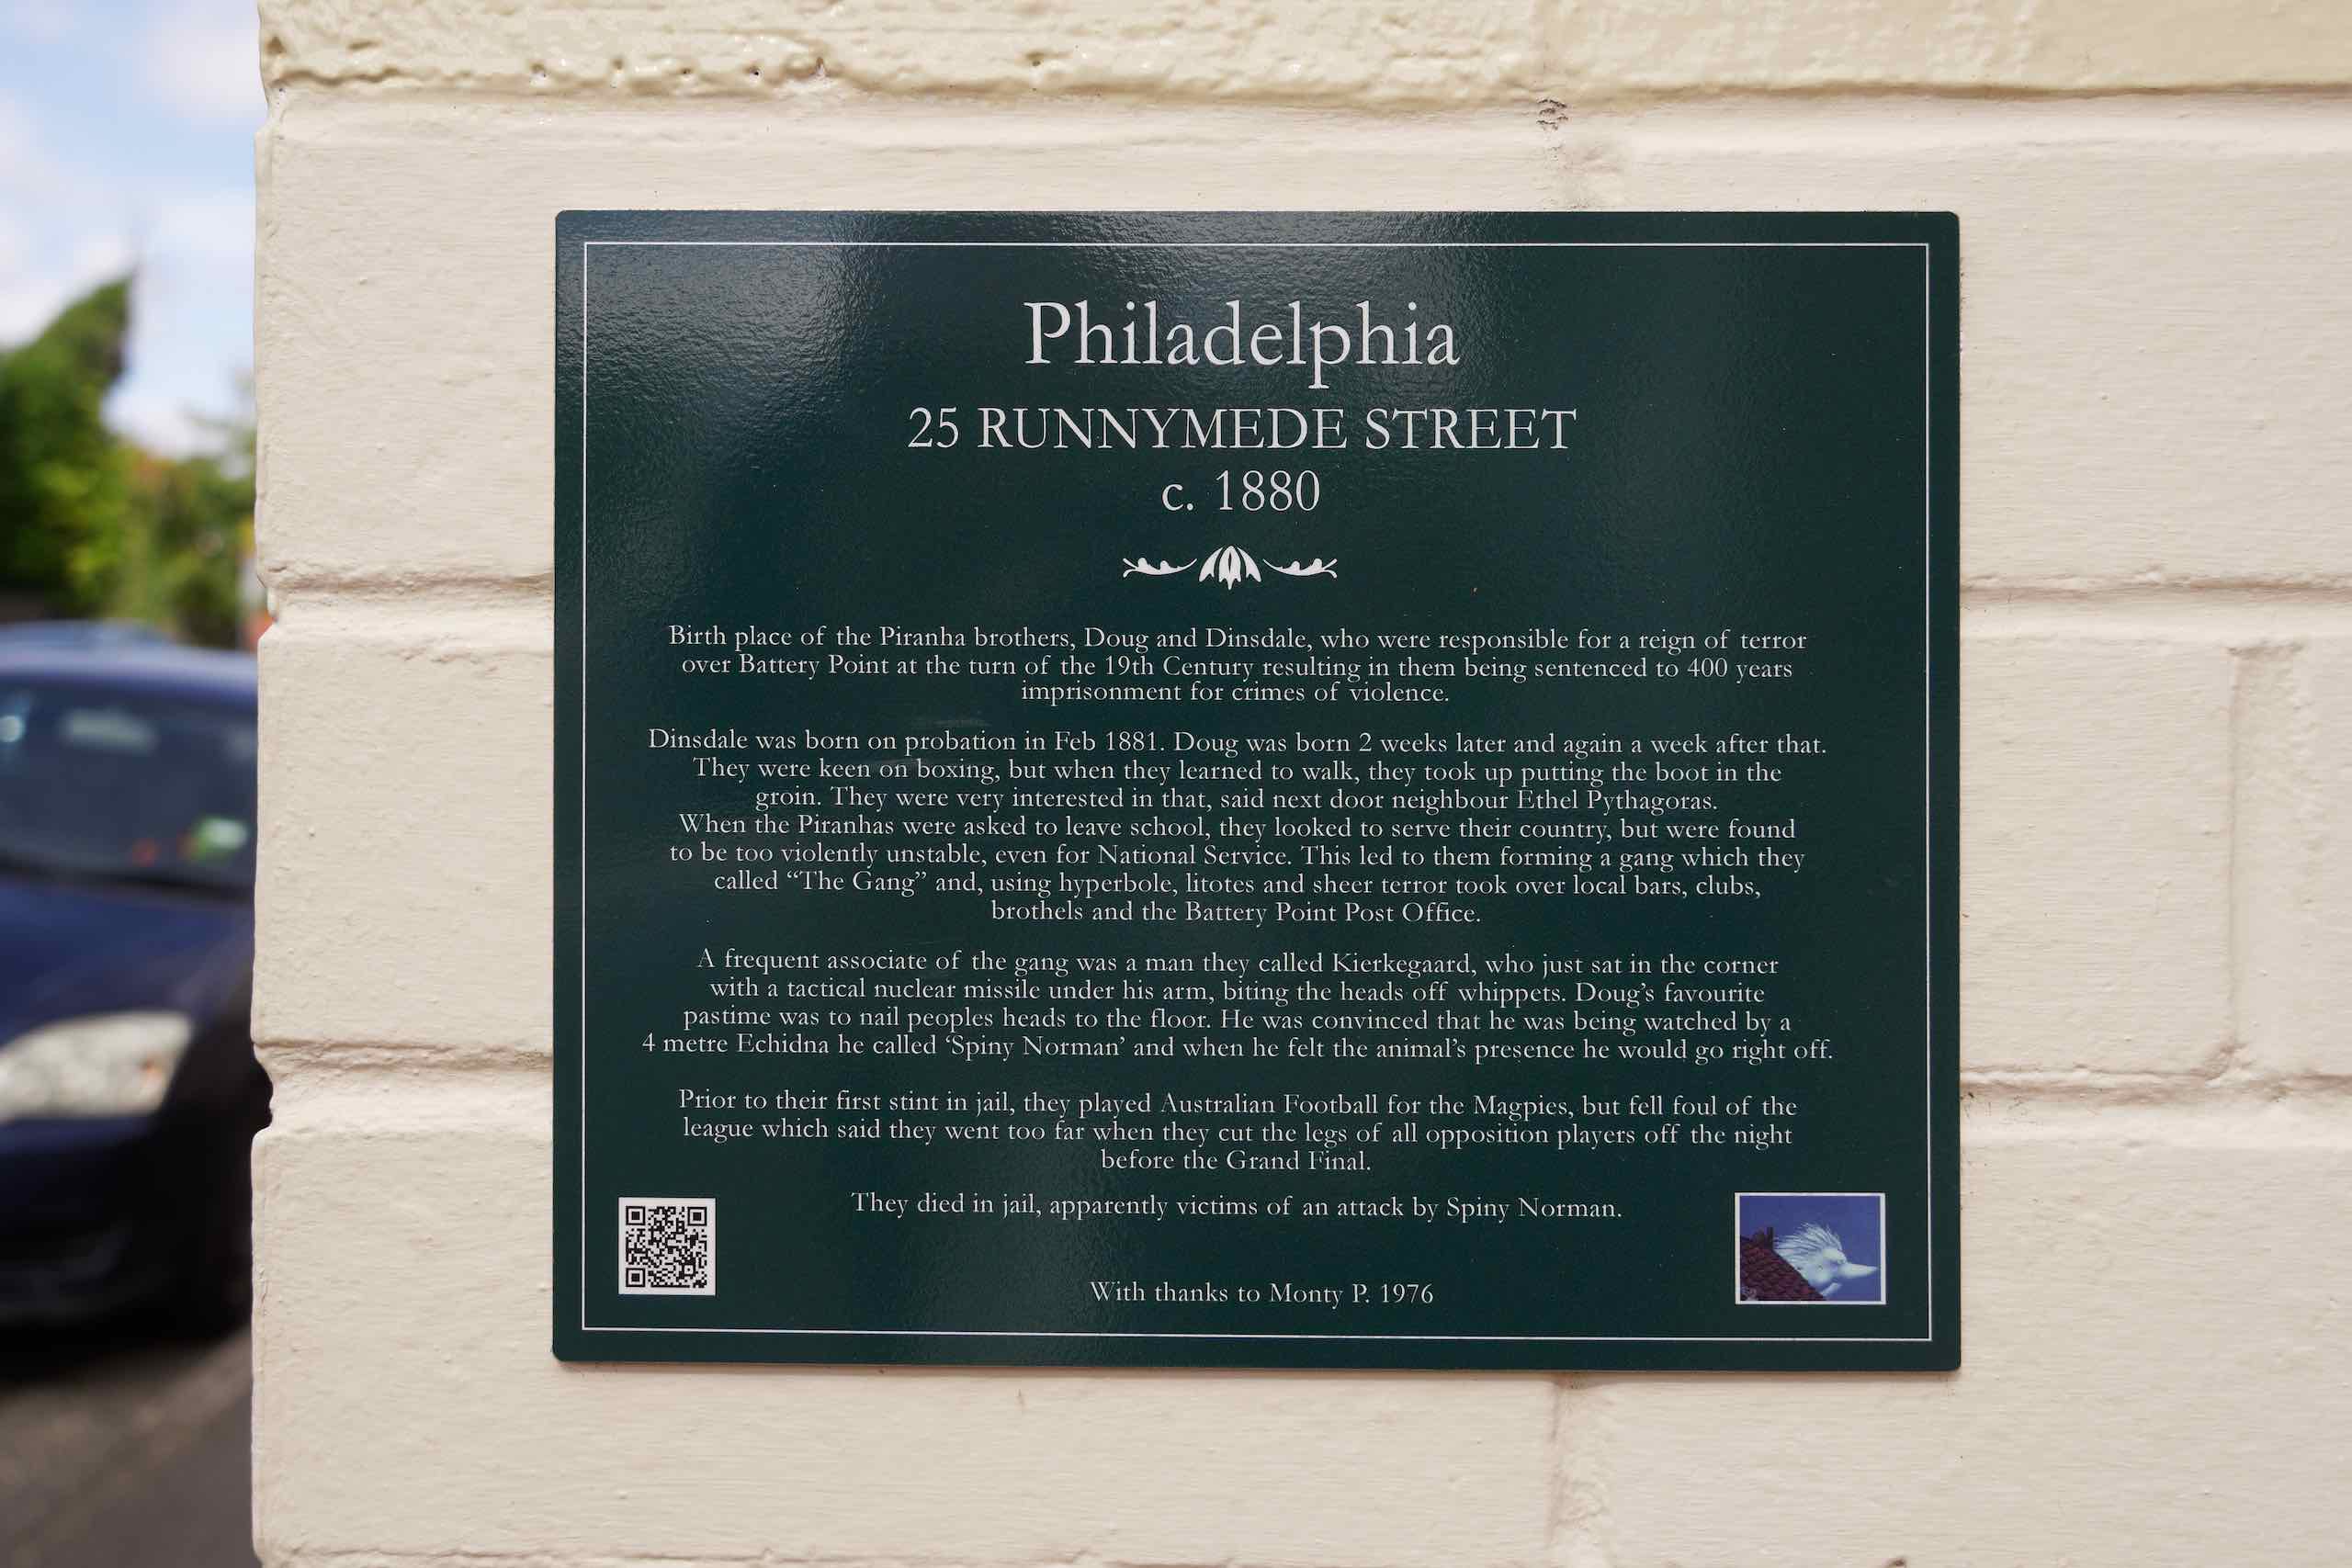 Philadelphia
25 RUNNYMEDE STREET
c. 1880
Birth place of the Piranha brothers, Doug and Dinsdale, who were responsible for a reign of terror
over Battery Point at the turn of the 19th Century resulting in them being sentenced to 400 years
imprisonment for crimes of violence.
Dinsdale was born on probation in Feb 1881. Doug was born 2 weeks later and again a week after that.
They were keen on boxing, but when they learned to walk, they took up putting the boot in the
groin. They were very interested in that, said next door neighbour Ethel Pythagoras.
When the Piranhas were asked to leave school, they looked to serve their country, but were found
to be too violently unstable, even for National Service. This led to them forming a gang which they
called “The Gang” and, using hyperbole, litotes and sheer terror took over local bars, clubs,
brothels and the Battery Point Post Office.
A frequent associate of the gang was a man they called Kierkegaard, who just sat in the corner
with a tactical nuclear missile under his arm, biting the heads off whippets. Doug’s favourite
pastime was to nail peoples heads to the floor. He was convinced that he was being watched by a
4 metre Echidna he called ‘Spiny Norman’ and when he felt the animal’s presence he would go right off.
Prior to their first stint in jail, they played Australian Football for the Magpies, but fell foul of the
league which said they went too far when they cut the legs of all opposition players off the night
before the Grand Final.
They died in jail, apparently victims of an attack by Spiny Norman.
With thanks to Monty P. 1976